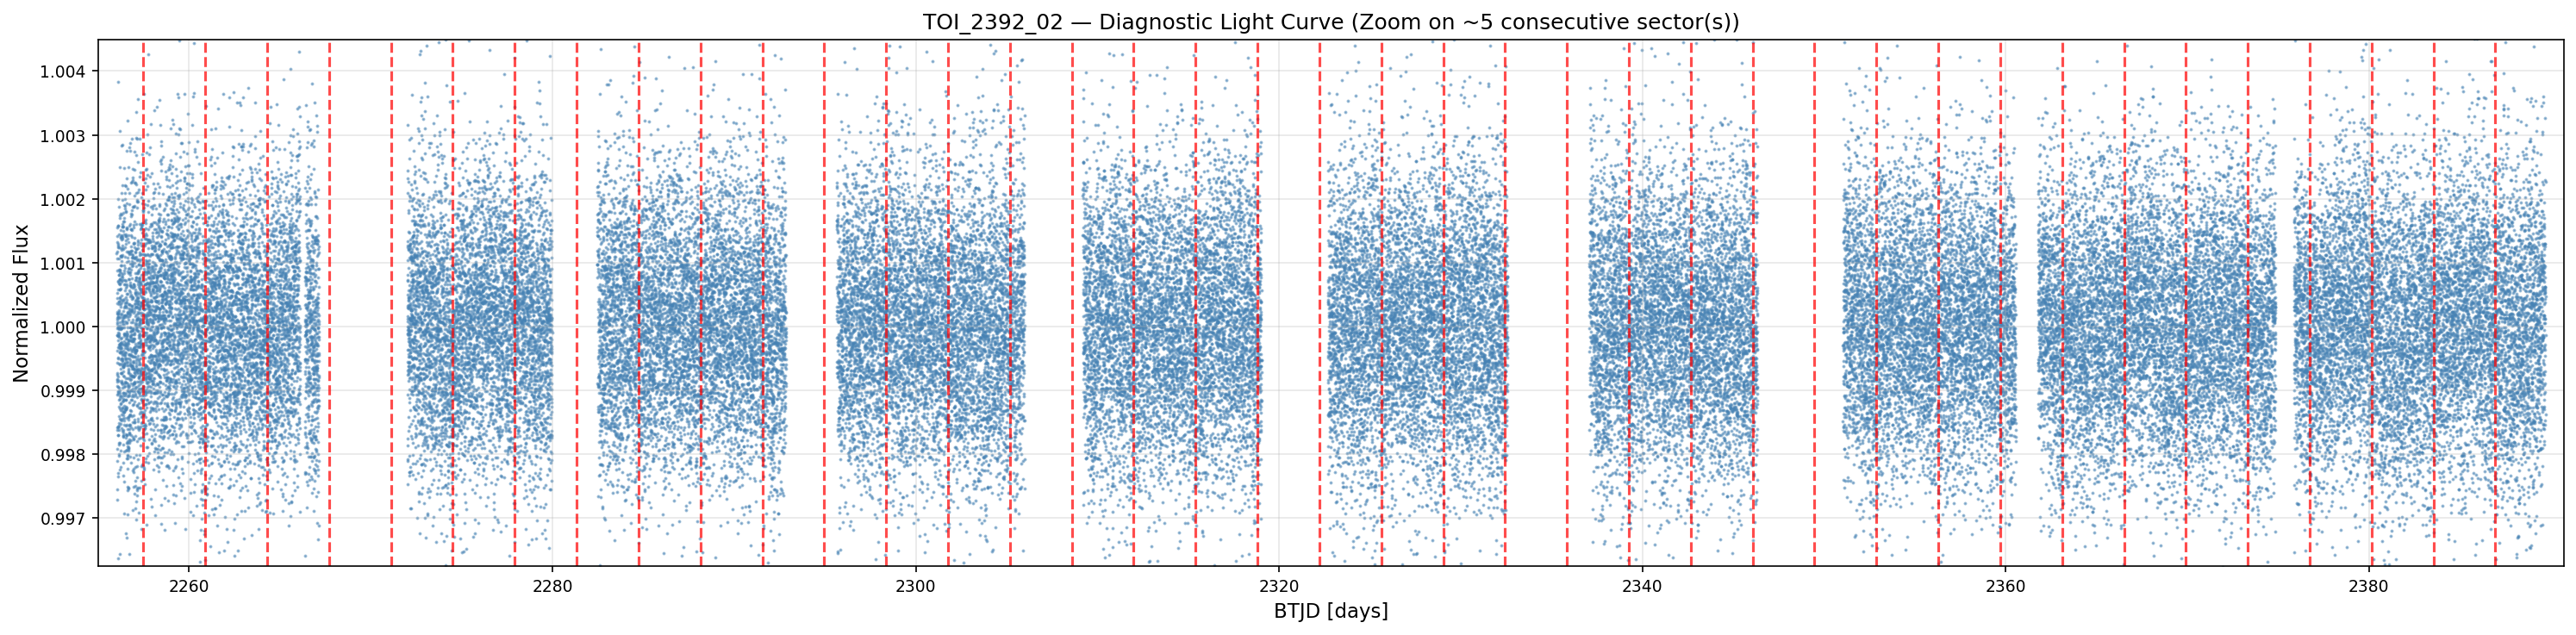 TOI_2392_02 — Diagnostic Light Curve (Zoom on ~5 consecutive sector(s))
Normalized Flux
1.004
1.003
1.002
1.001
1.000
0.999
0.998
0.997
2260 2280 2300 2320 2340 2360 2380
BTJD [days]